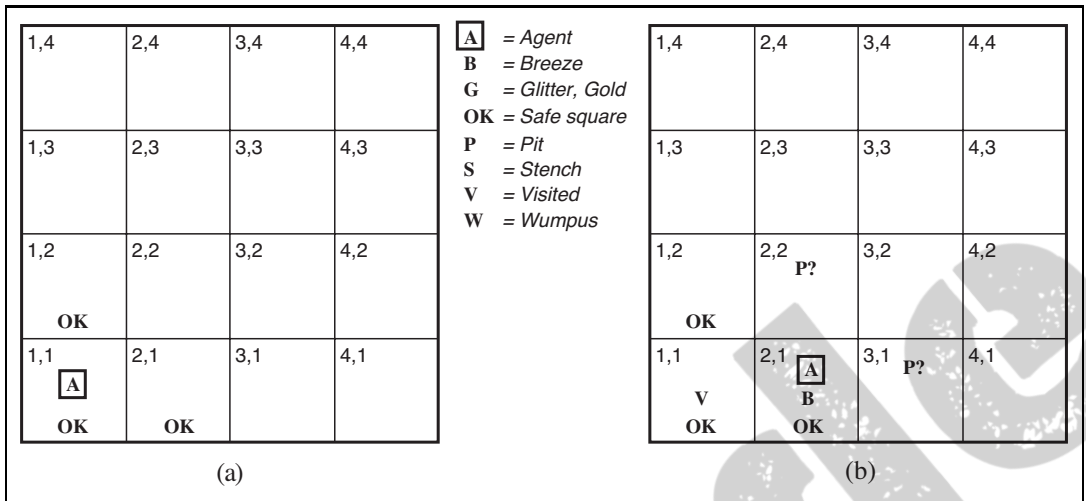 1,4 2,4 3,4 4,4
1,3 2,3 3,3 4,3
1,2 2,2 3,2 4,2
OK
1,1 2,1 3,1 4,1
A
OK OK
(a)
A = Agent
B = Breeze
G = Glitter, Gold
OK = Safe square
P = Pit
S = Stench
V = Visited
W = Wumpus
1,4 2,4 3,4 4,4
1,3 2,3 3,3 4,3
1,2 2,2 3,2 4,2
P?
OK
1,1 2,1 3,1 4,1
A P?
V B
OK OK
(b)